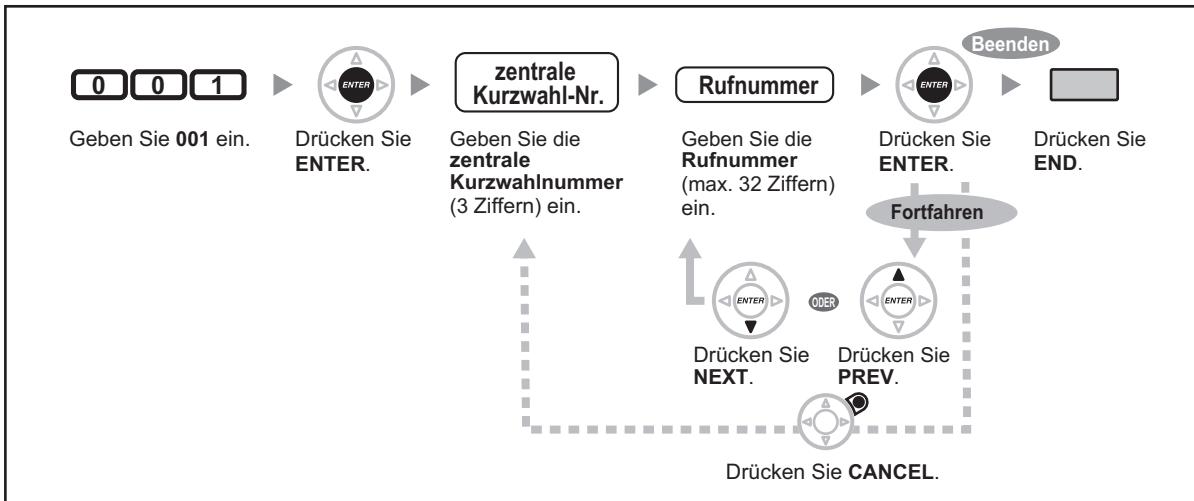 Beenden
0 0 1
ENTER
zentrale
Kurzwahl-Nr.
Rufnummer
ENTER
Geben Sie 001 ein.
Drücken Sie
ENTER.
Geben Sie die
zentrale
Kurzwahlnummer
(3 Ziffern) ein.
Geben Sie die
Rufnummer
(max. 32 Ziffern)
ein.
Drücken Sie
ENTER.
Drücken Sie
END.
Fortfahren
ENTER
ODER
ENTER
Drücken Sie
NEXT.
Drücken Sie
PREV.
Drücken Sie CANCEL.